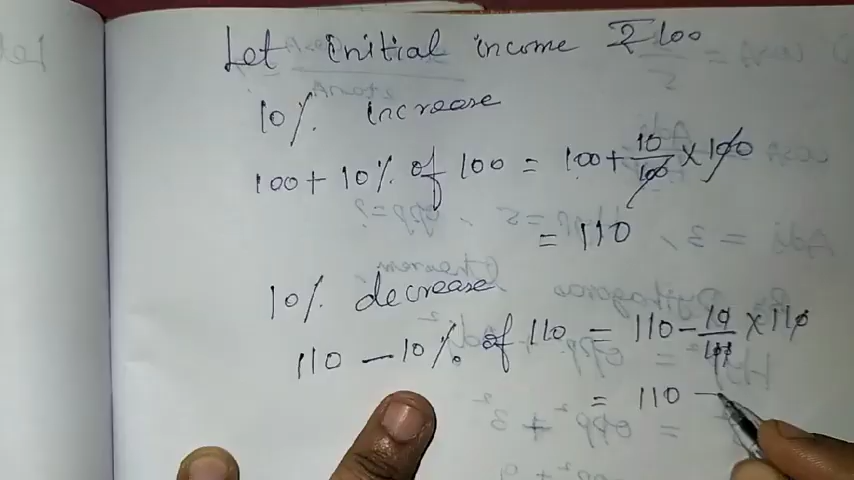 Let initial income ₹100
10% increase
100 + 10% of 100 = 100 + 10/100 × 100
= 110
10% decrease
110 – 10% of 110 = 110 – 10/100 × 110
= 110 –